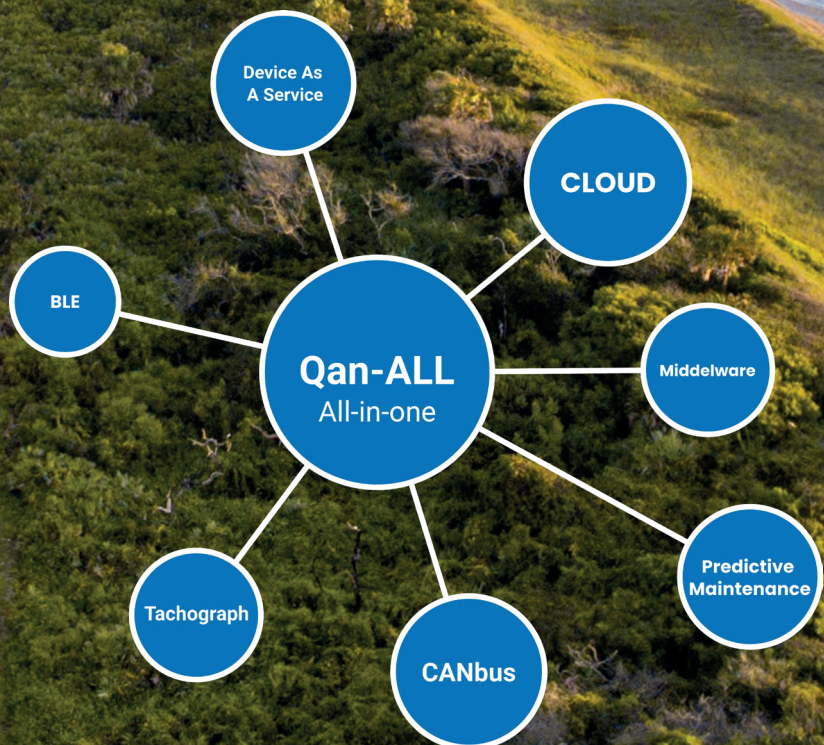 Device As
A Service
CLOUD
BLE
Qan-ALL
All-in-one
Middelware
Predictive
Maintenance
Tachograph
CANbus